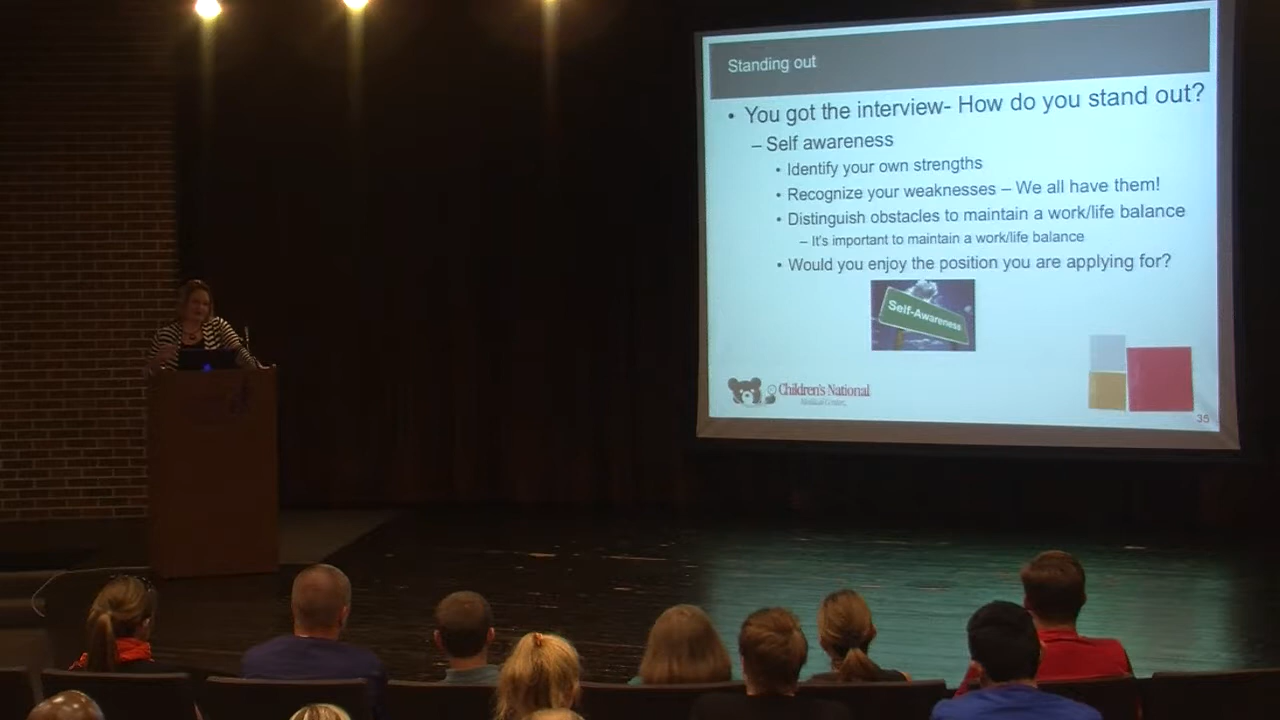 Standing out
• You got the interview- How do you stand out?
– Self awareness
• Identify your own strengths
• Recognize your weaknesses – We all have them!
• Distinguish obstacles to maintain a work/life balance
– It's important to maintain a work/life balance
• Would you enjoy the position you are applying for?
Self-Awareness
Children's National
Medical Center
35